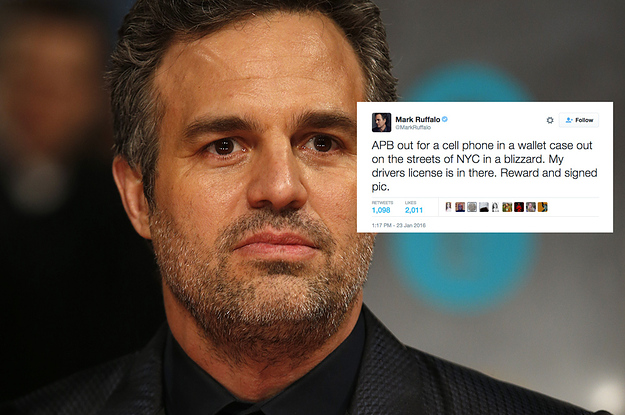 Mark Ruffalo
@MarkRuffalo
Follow
APB out for a cell phone in a wallet case out
on the streets of NYC in a blizzard. My
drivers license is in there. Reward and signed
pic.
RETWEETS LIKES
1,098 2,011
1:17 PM - 23 Jan 2016